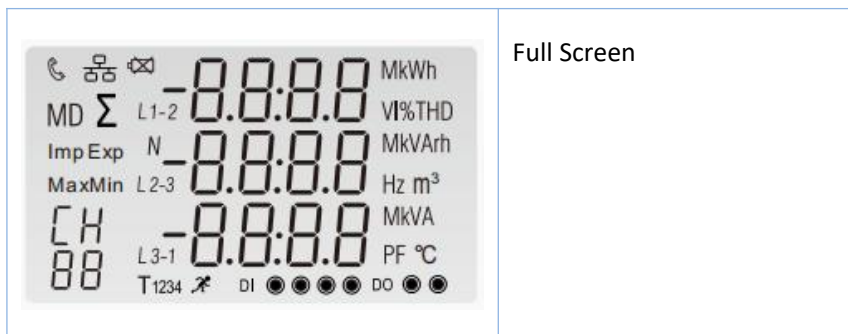 Full Screen
-8.8:8.8 MkWh
MD Σ L1-2 VI%THD
Imp Exp N -8.8:8.8 MkVArh
MaxMin L2-3 Hz m³
CH -8.8:8.8 MkVA
88 L3-1 PF ℃
T1234 DI DO